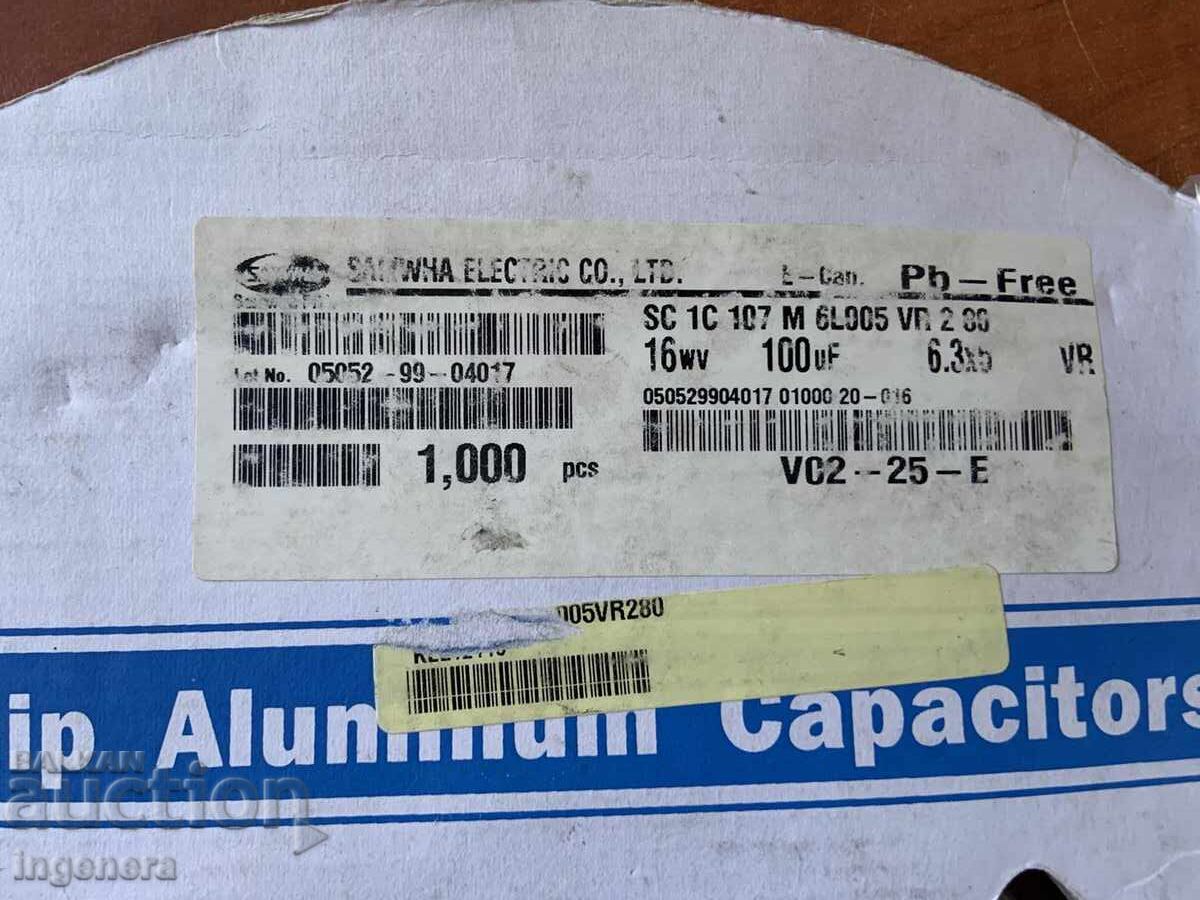 SAMWHA ELECTRIC CO., LTD. E-Can. Pb-Free
SC 1C 107 M 6L005 VR 2 80
16WV 100uF 6.3x5 VR
Lot No. 05052 -99-04017
050529904017 01000 20-016
1,000 pcs
V02-25-E
005VR280
ip Aluminum Capacitors
BALKAN
auction
ingenera